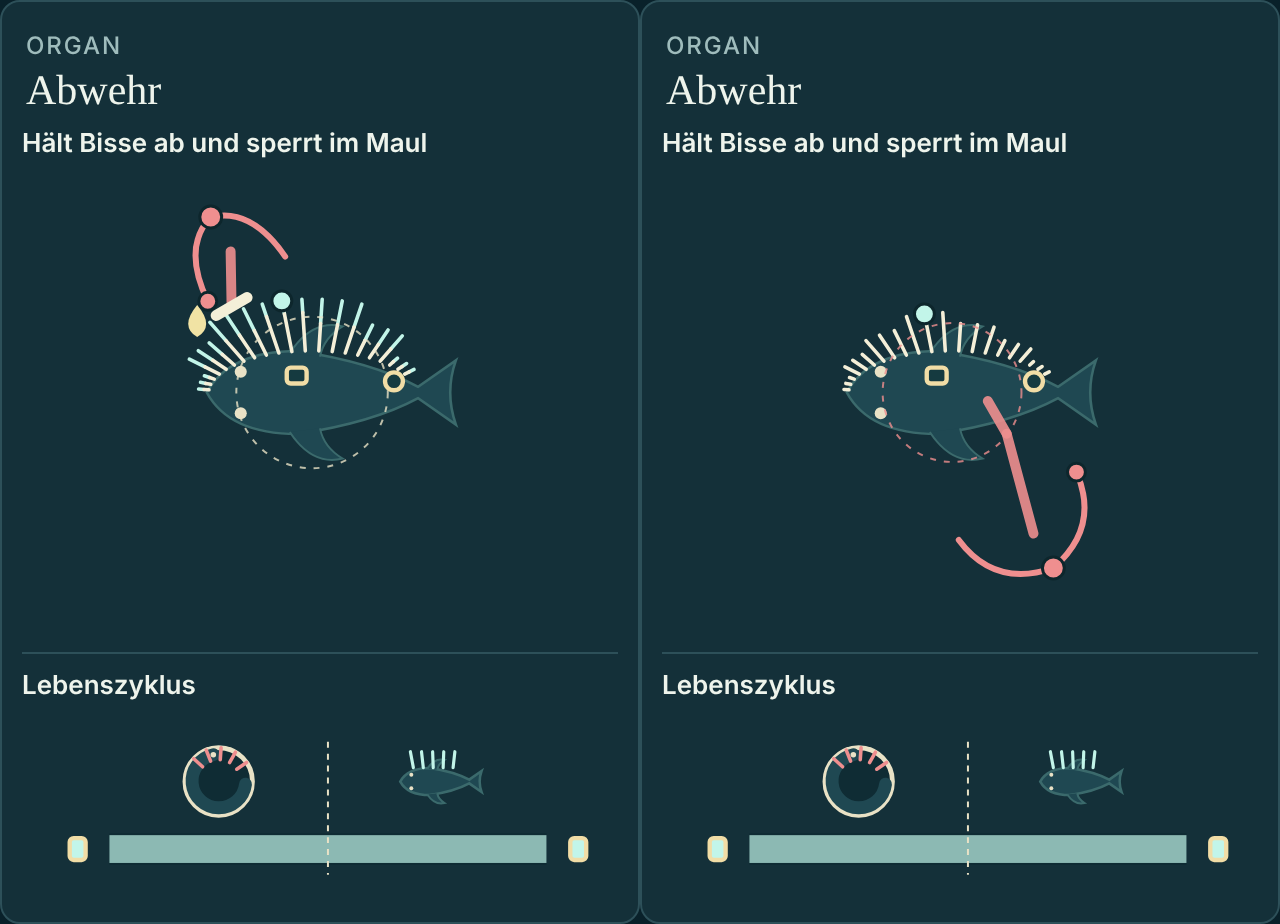 ORGAN
Abwehr
Hält Bisse ab und sperrt im Maul
Lebenszyklus
ORGAN
Abwehr
Hält Bisse ab und sperrt im Maul
Lebenszyklus